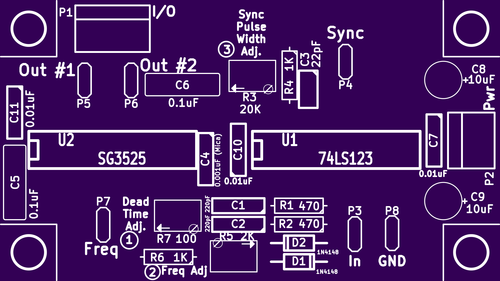 P1
I/O
Sync
Pulse
Width
Adj.
3
Sync
P4
Out #1
Out #2
P5
P6
C6
0.1uF
R3
20K
R4 1K
C3
22pF
C8
+10uF
Pwr
P2
C11
0.01uF
U2
SG3525
C4
0.001uF (Mica)
C10
0.01uF
U1
74LS123
C7
0.01uF
C5
0.1uF
P7
Freq
Dead
Time
Adj.
1
R7 100
220pF
220pF
C1
C2
R1 470
R2 470
P3
In
P8
GND
C9
+
10uF
R6 1K
2
Freq Adj
R5 2K
D2
1N4148
D1
1N4148